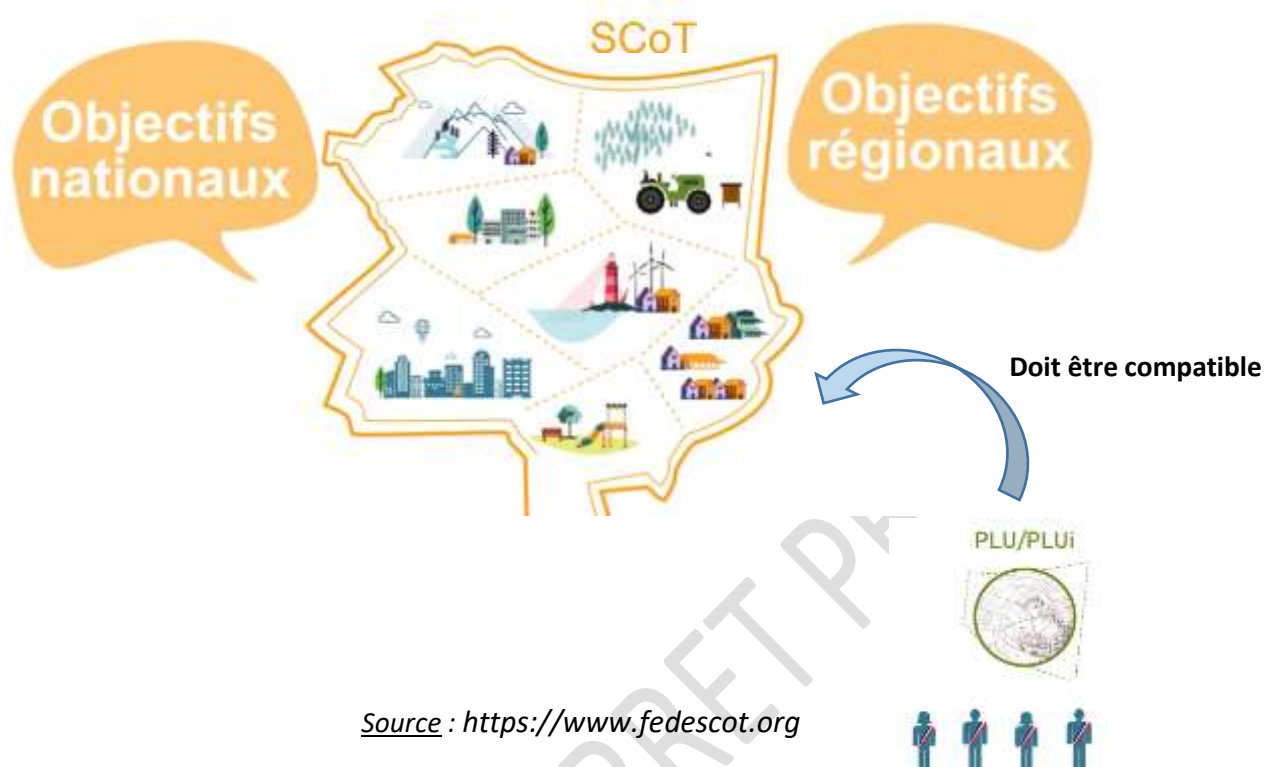 SCoT
Objectifs
nationaux
Objectifs
régionaux
Doit être compatible
PLU/PLUi
Source : https://www.fedescot.org